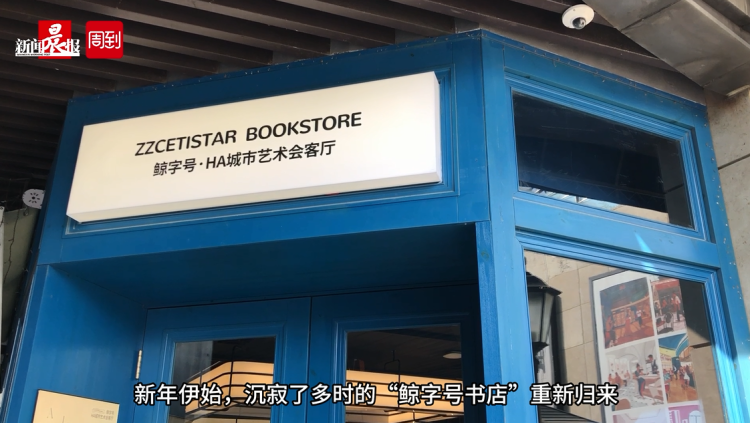 新闻晨报 周到
ZZCETISTAR BOOKSTORE
鲸字号·HA城市艺术会客厅
新年伊始，沉寂了多时的“鲸字号书店”重新归来